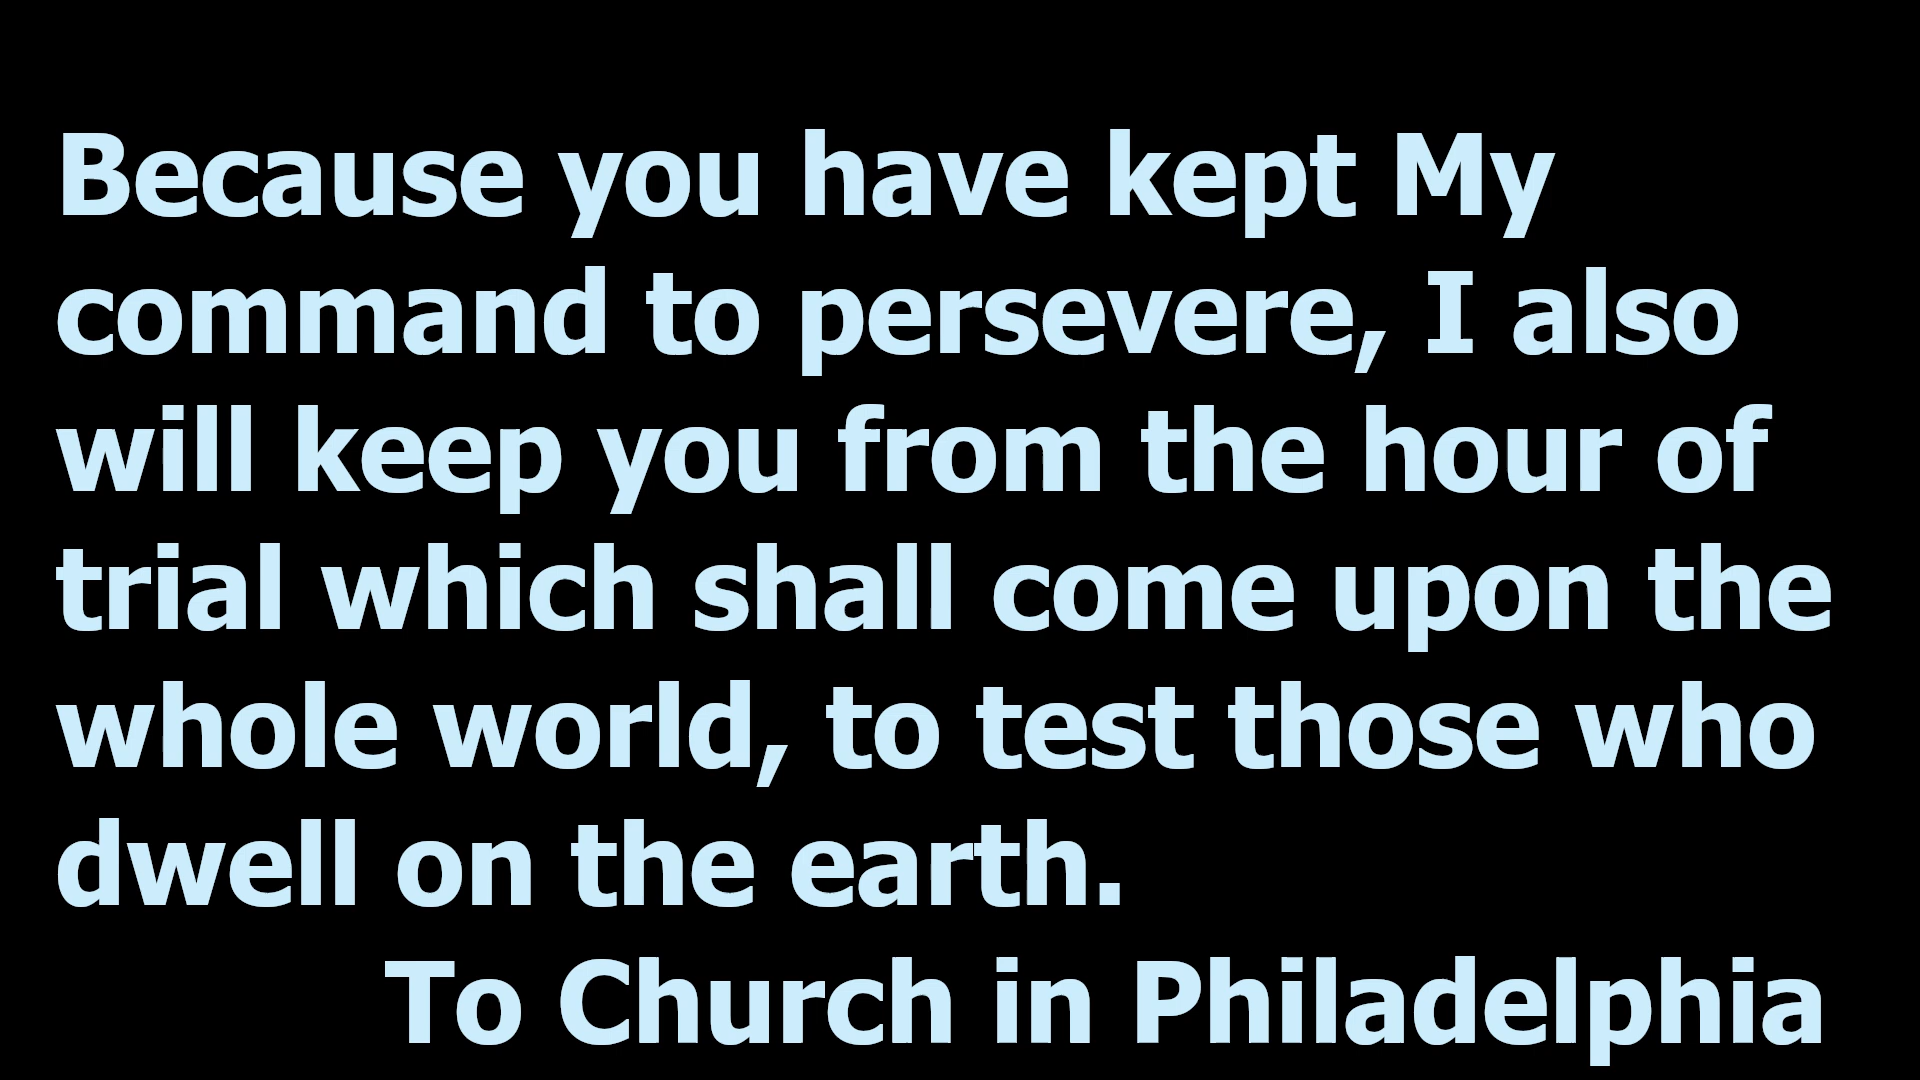 Because you have kept My
command to persevere, I also
will keep you from the hour of
trial which shall come upon the
whole world, to test those who
dwell on the earth.
To Church in Philadelphia